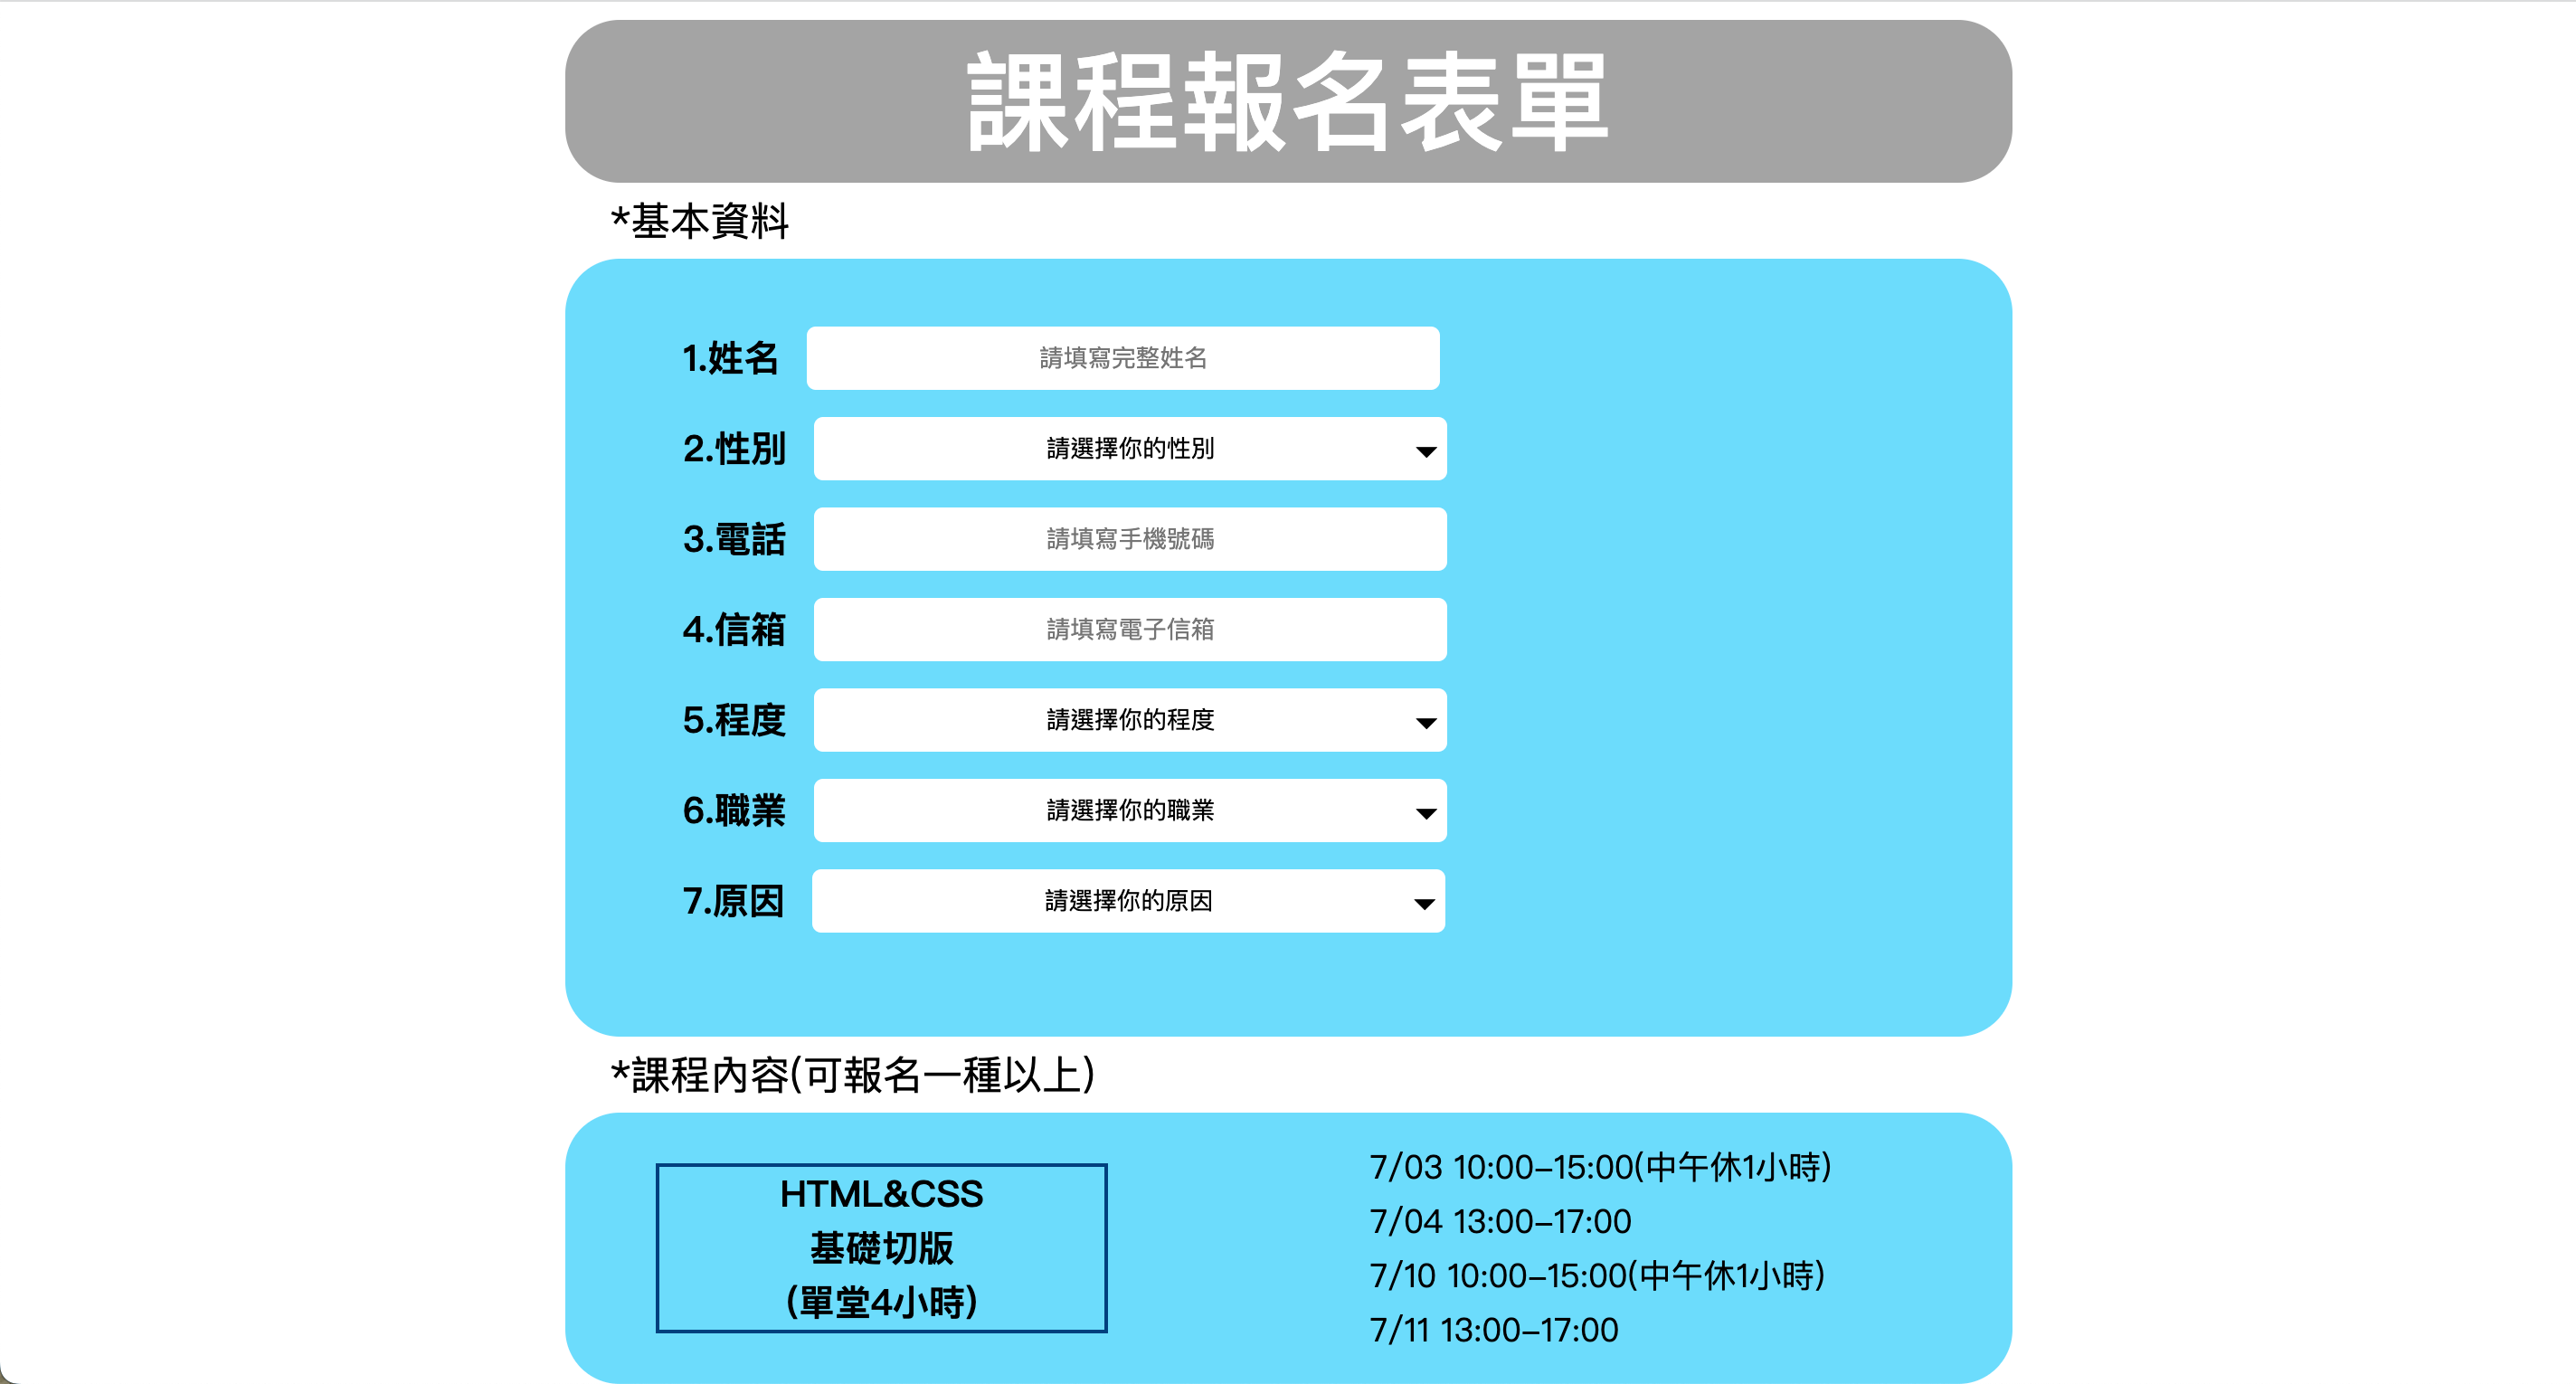 課程報名表單
*基本資料
1.姓名 請填寫完整姓名
2.性別 請選擇你的性別
3.電話 請填寫手機號碼
4.信箱 請填寫電子信箱
5.程度 請選擇你的程度
6.職業 請選擇你的職業
7.原因 請選擇你的原因
*課程內容(可報名一種以上)
HTML&CSS
基礎切版
(單堂4小時)
7/03 10:00-15:00(中午休1小時)
7/04 13:00-17:00
7/10 10:00-15:00(中午休1小時)
7/11 13:00-17:00